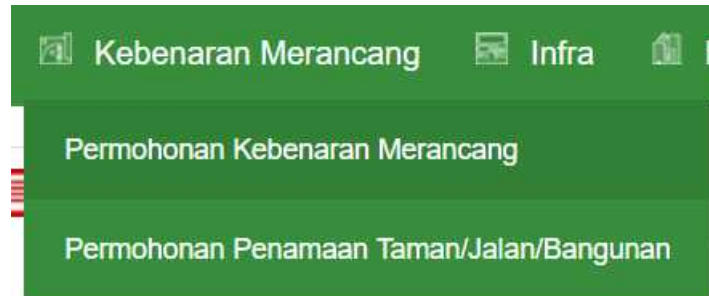 Kebenaran Merancang Infra
Permohonan Kebenaran Merancang
Permohonan Penamaan Taman/Jalan/Bangunan